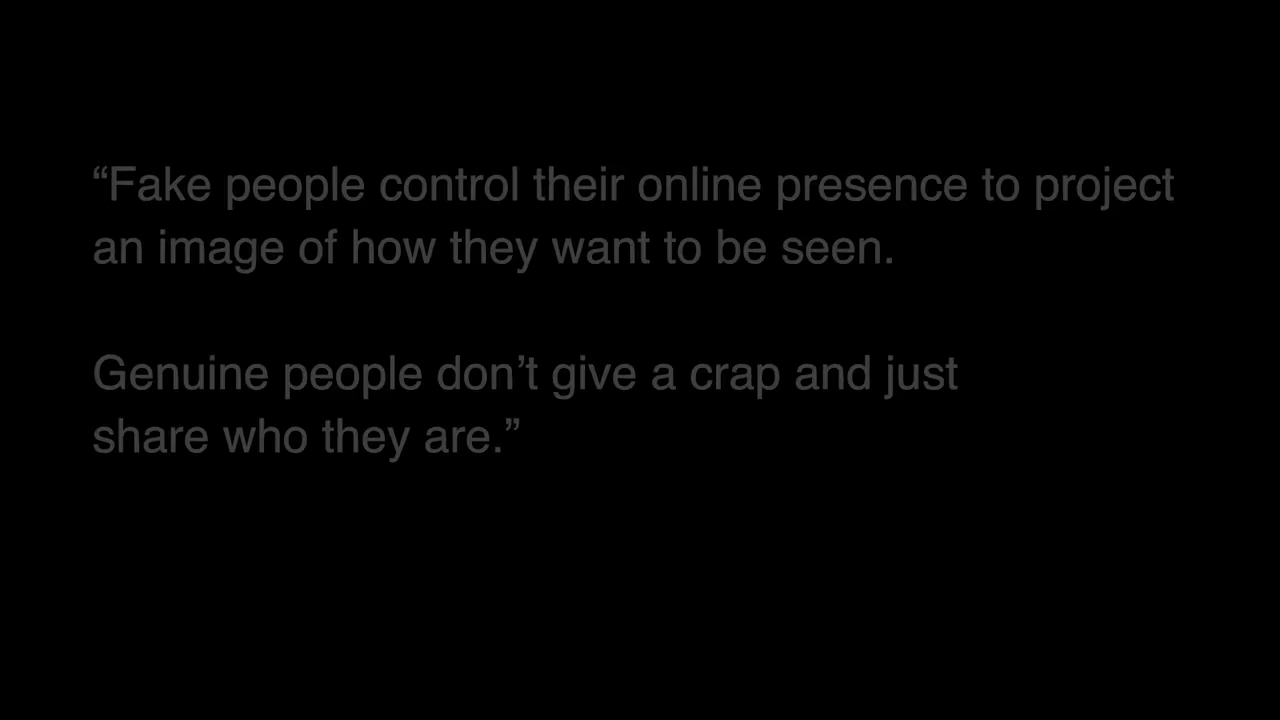 “Fake people control their online presence to project
an image of how they want to be seen.
Genuine people don’t give a crap and just
share who they are.”